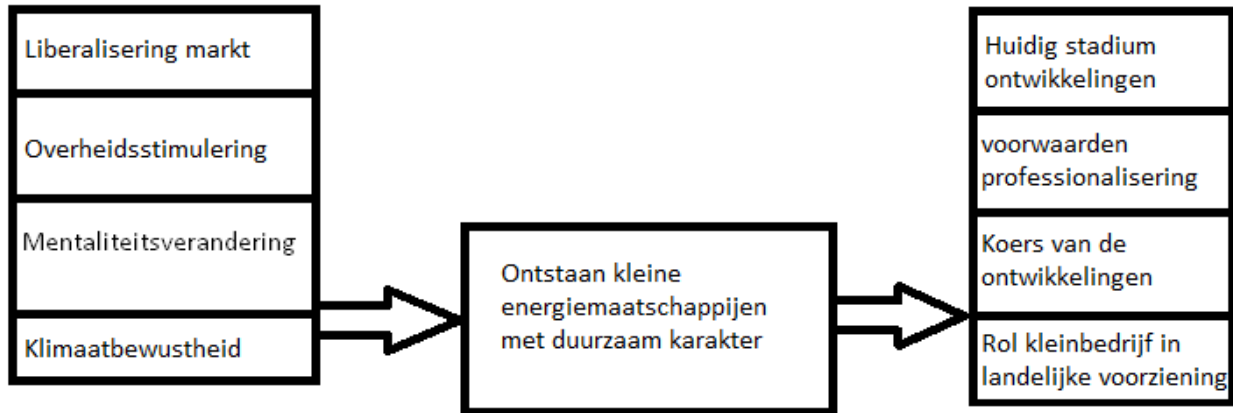 Liberalisering markt
Overheidsstimulering
Mentaliteitsverandering
Klimaatbewustheid
Ontstaan kleine
energiemaatschappijen
met duurzaam karakter
Huidig stadium
ontwikkelingen
voorwaarden
professionalisering
Koers van de
ontwikkelingen
Rol kleinbedrijf in
landelijke voorziening